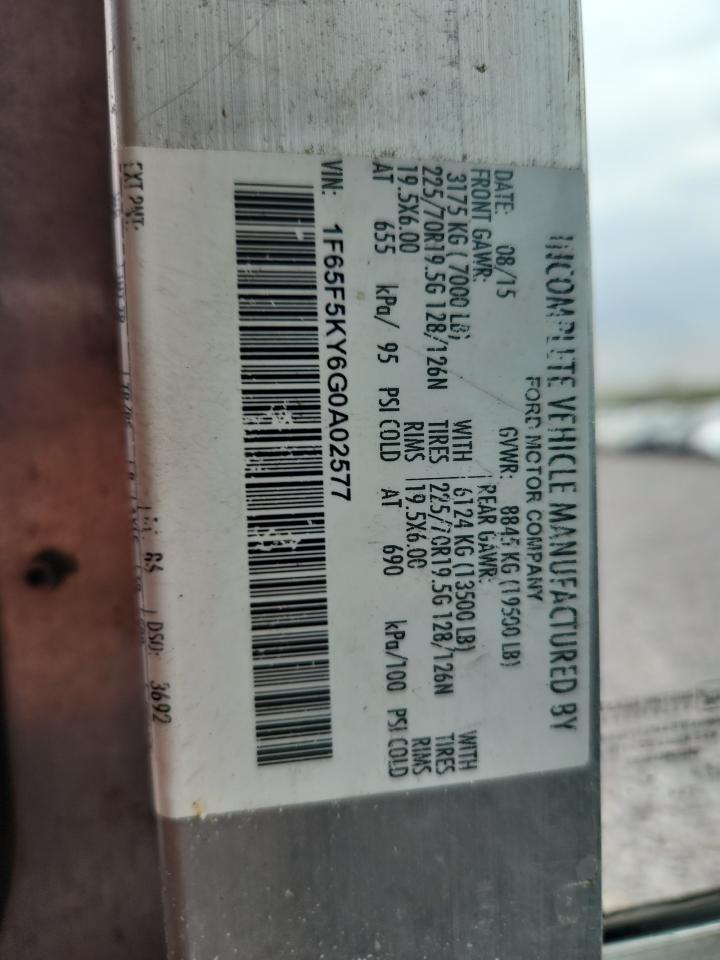 INCOMPLETE VEHICLE MANUFACTURED BY
FORD MOTOR COMPANY
DATE: 08/15 GVWR: 8845 KG (19500 LB)
FRONT GAWR: REAR GAWR:
3175 KG (7000 LB) WITH 6124 KG (13500 LB) WITH
225/70R19.5G 128/126N TIRES 225/70R19.5G 128/126N TIRES
19.5X6.00 RIMS 19.5X6.00 RIMS
AT 655 kPa/ 95 PSI COLD AT 690 kPa/100 PSI COLD
VIN: 1F65F5KY6G0A02577
EXT PNT: RS DSO: 3692